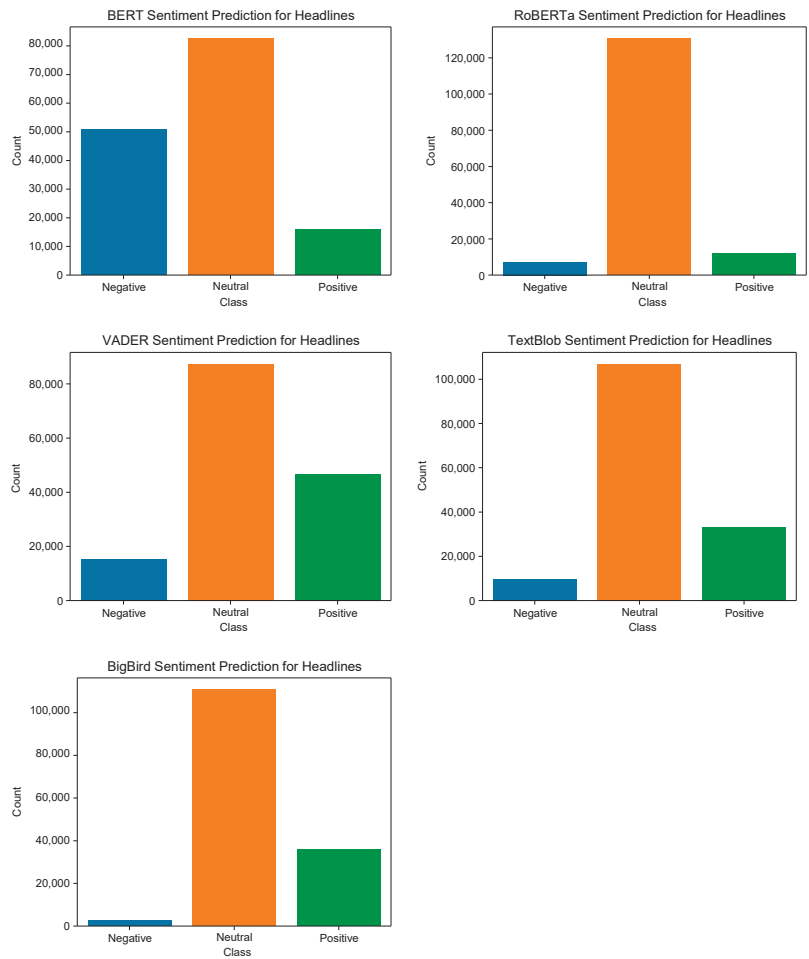 BERT Sentiment Prediction for Headlines
80,000
70,000
60,000
50,000
40,000
30,000
20,000
10,000
0
Count
Negative
Neutral
Positive
Class
RoBERTa Sentiment Prediction for Headlines
120,000
100,000
80,000
60,000
40,000
20,000
0
Count
Negative
Neutral
Positive
Class
VADER Sentiment Prediction for Headlines
80,000
60,000
40,000
20,000
0
Count
Negative
Neutral
Positive
Class
TextBlob Sentiment Prediction for Headlines
100,000
80,000
60,000
40,000
20,000
0
Count
Negative
Neutral
Positive
Class
BigBird Sentiment Prediction for Headlines
100,000
80,000
60,000
40,000
20,000
0
Count
Negative
Neutral
Positive
Class